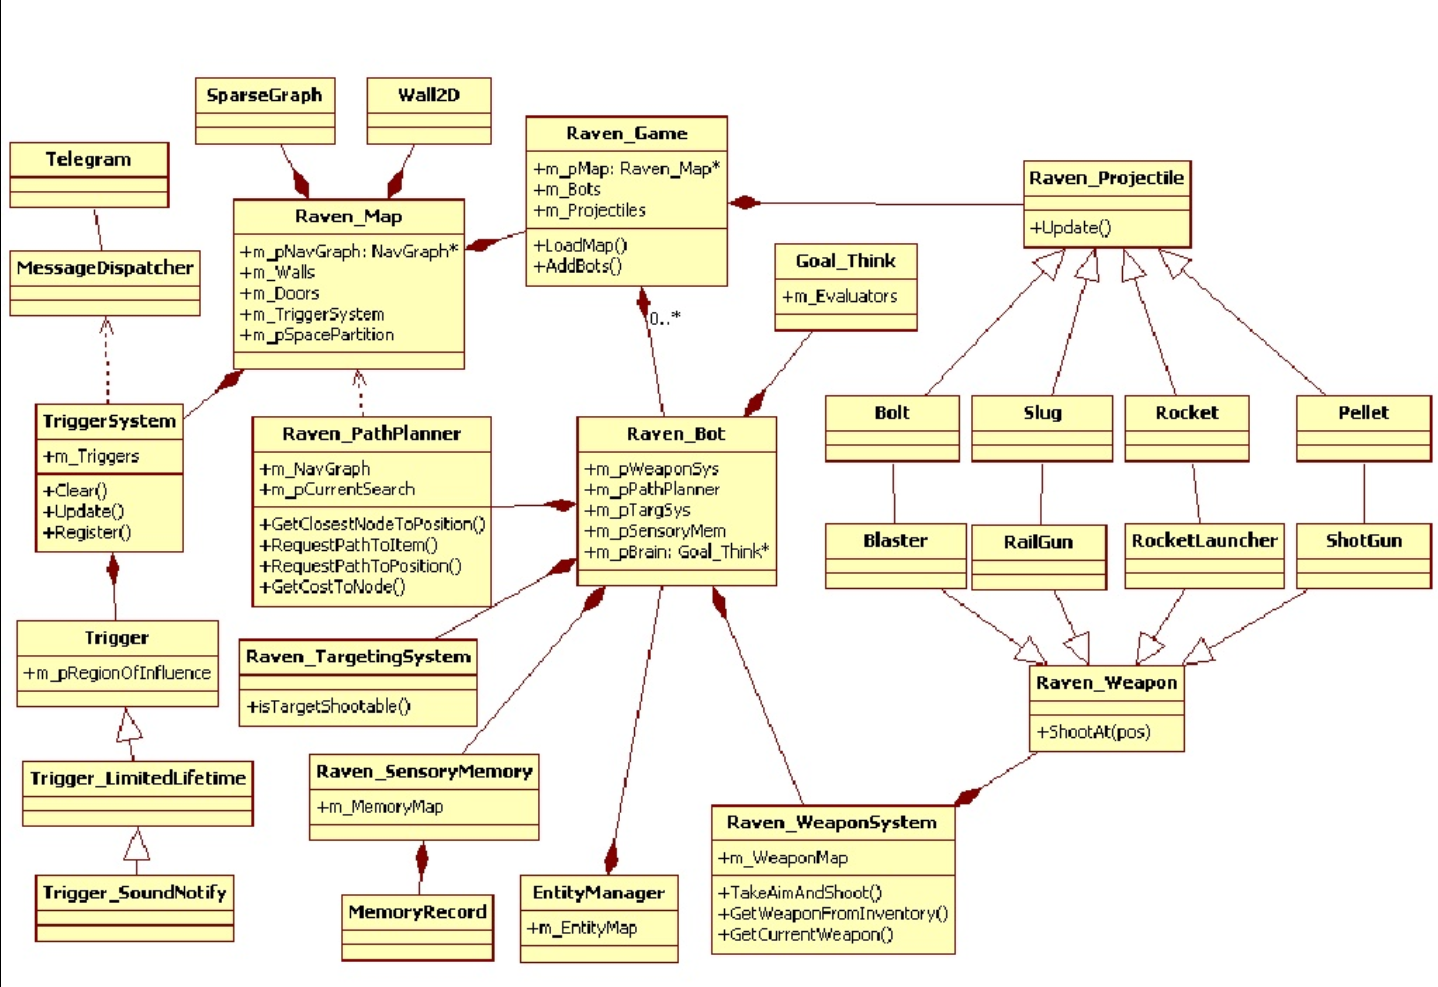 SparseGraph
Wall2D
Raven_Game
+m_pMap: Raven_Map*
+m_Bots
+m_Projectiles
+LoadMap()
+AddBots()
Telegram
Raven_Projectile
+Update()
Raven_Map
+m_pNavGraph: NavGraph*
+m_Walls
+m_Doors
+m_TriggerSystem
+m_pSpacePartition
MessageDispatcher
Goal_Think
+m_Evaluators
0..*
TriggerSystem
+m_Triggers
+Clear()
+Update()
+Register()
Raven_PathPlanner
+m_NavGraph
+m_pCurrentSearch
+GetClosestNodeToPosition()
+RequestPathToItem()
+RequestPathToPosition()
+GetCostToNode()
Raven_Bot
+m_pWeaponSys
+m_pPathPlanner
+m_pTargSys
+m_pSensoryMem
+m_pBrain: Goal_Think*
Bolt
Slug
Rocket
Pellet
Blaster
RailGun
RocketLauncher
ShotGun
Trigger
+m_pRegionOfInfluence
Raven_TargetingSystem
+isTargetShootable()
Raven_Weapon
+ShootAt(pos)
Trigger_LimitedLifetime
Raven_SensoryMemory
+m_MemoryMap
Raven_WeaponSystem
+m_WeaponMap
+TakeAimAndShoot()
+GetWeaponFromInventory()
+GetCurrentWeapon()
Trigger_SoundNotify
MemoryRecord
EntityManager
+m_EntityMap